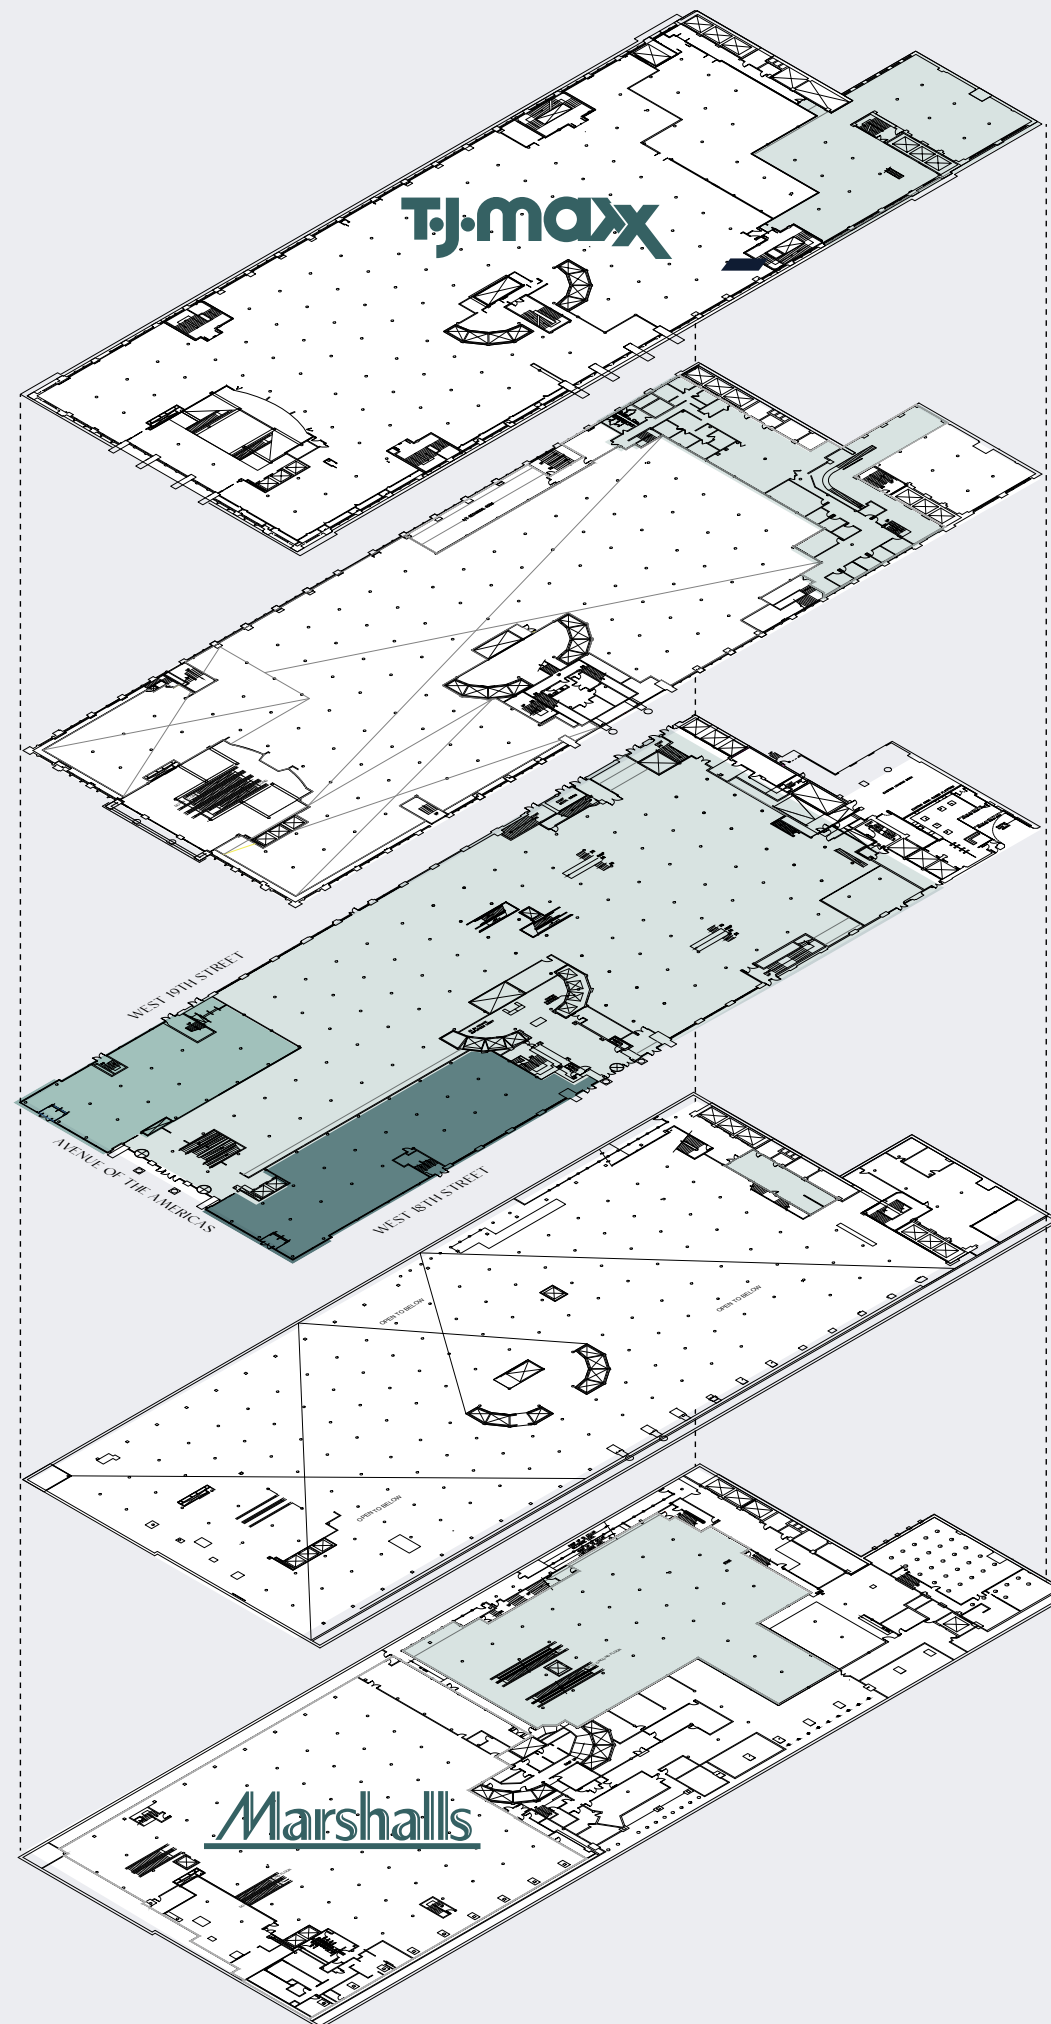 T.J.maxx
WEST 19TH STREET
AVENUE OF THE AMERICAS
WEST 18TH STREET
OPEN TO BELOW
OPEN TO BELOW
OPEN TO BELOW
Marshalls